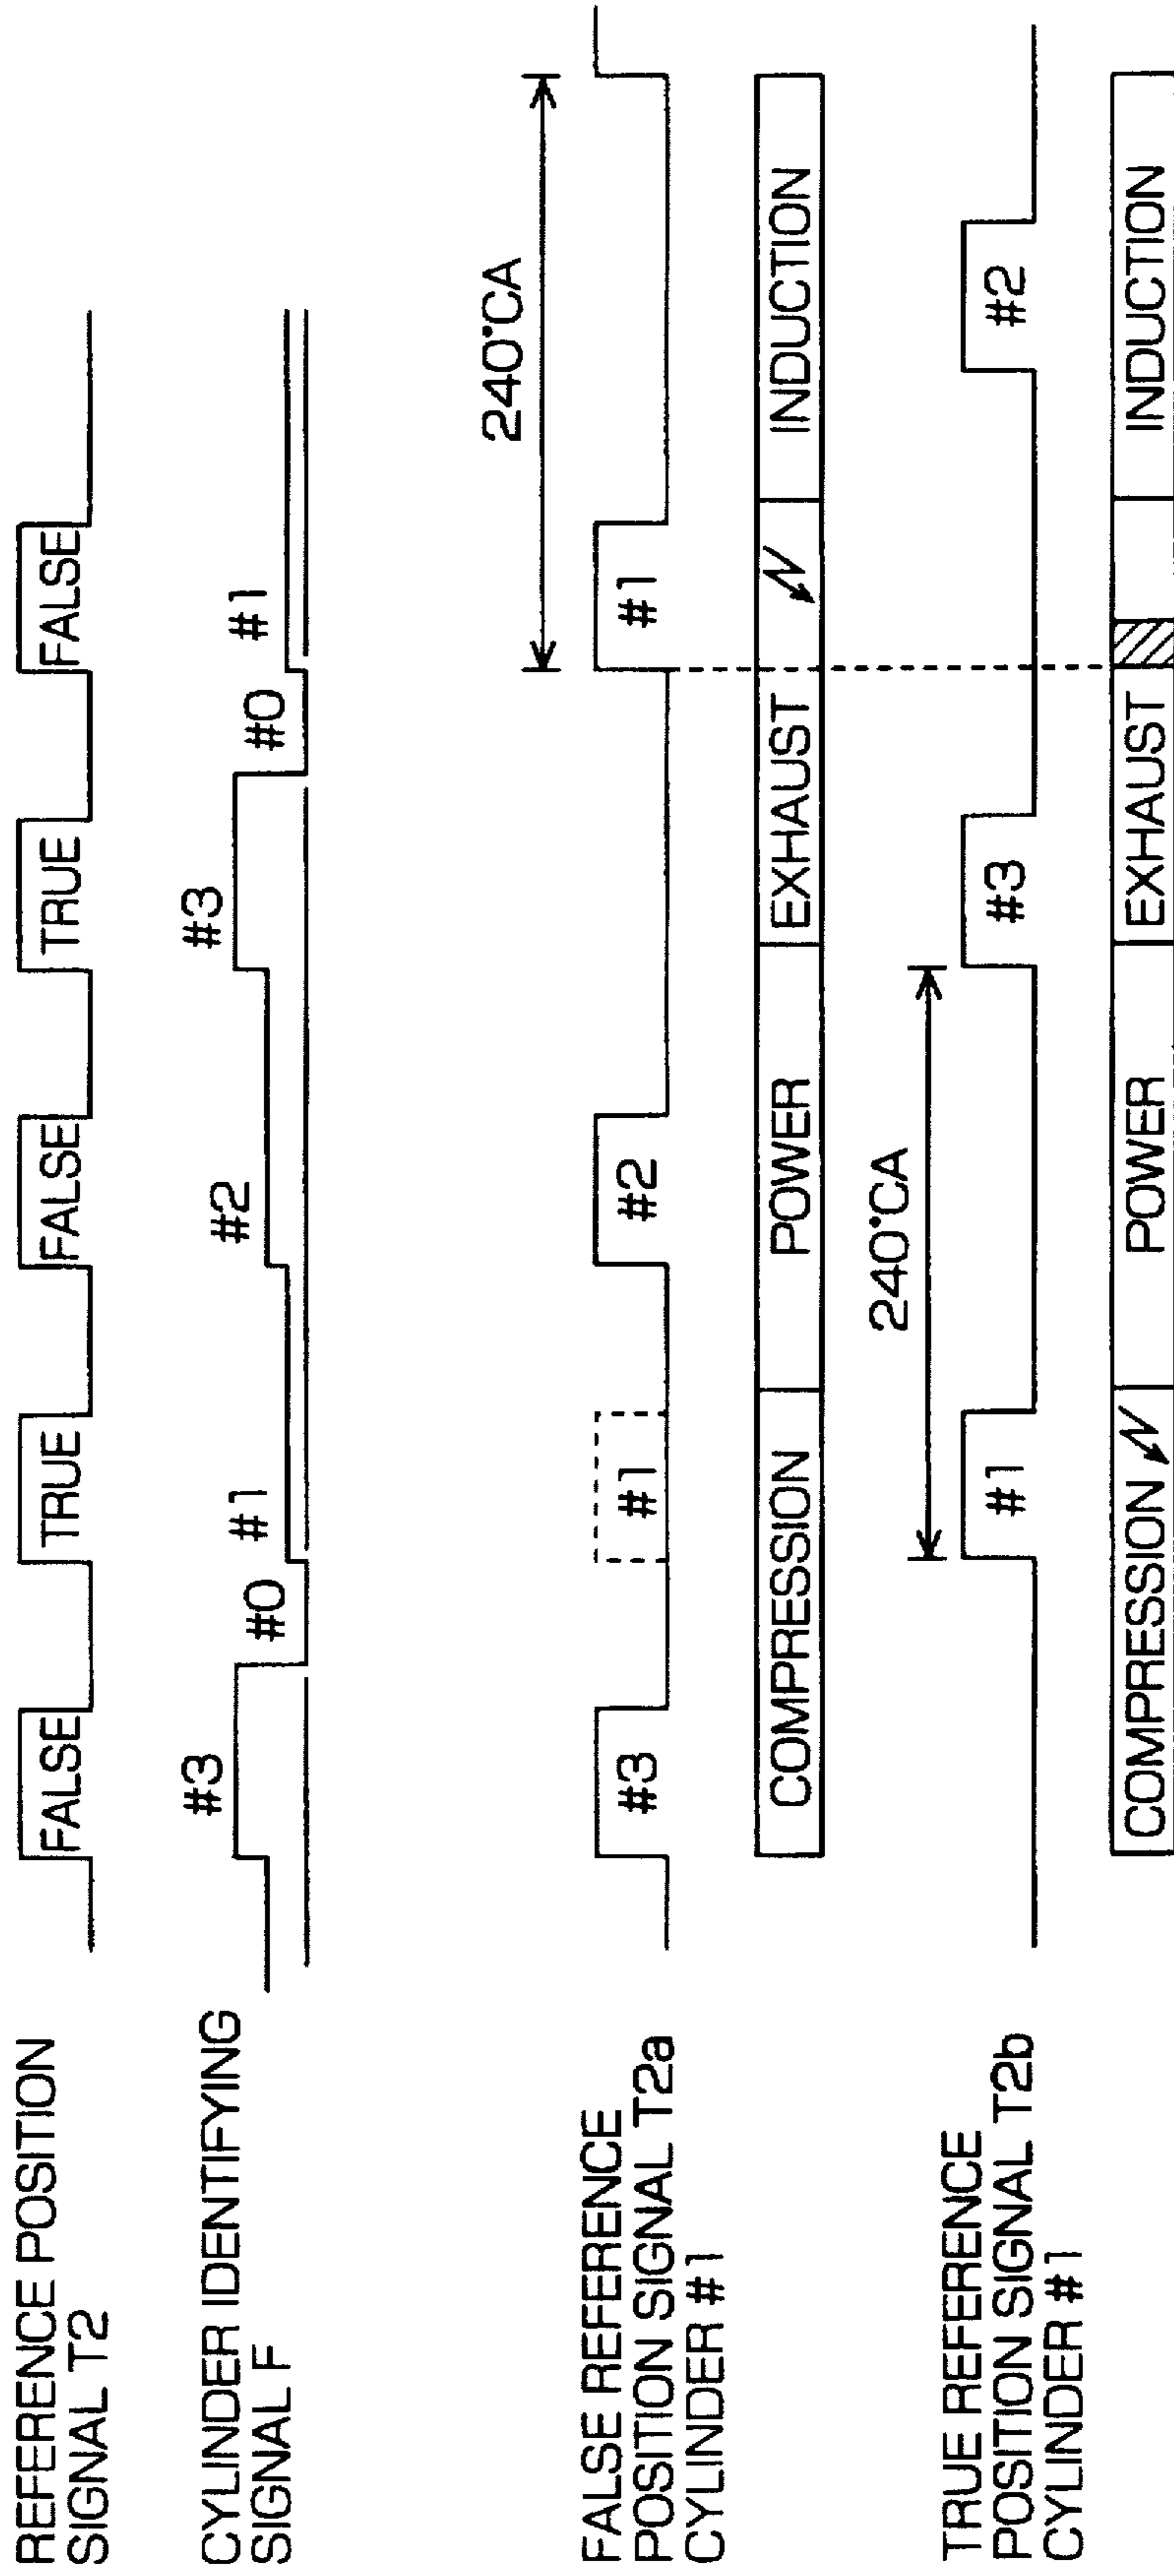 REFERENCE POSITION
SIGNAL T2
FALSE TRUE FALSE TRUE FALSE
CYLINDER IDENTIFYING
SIGNAL F
#3 #0 #1 #2 #3 #0 #1
240°CA
FALSE REFERENCE
POSITION SIGNAL T2a
CYLINDER #1
#3 #1 #2 #1
COMPRESSION POWER EXHAUST INDUCTION
240°CA
TRUE REFERENCE
POSITION SIGNAL T2b
CYLINDER #1
#1 #3 #2
COMPRESSION POWER EXHAUST INDUCTION